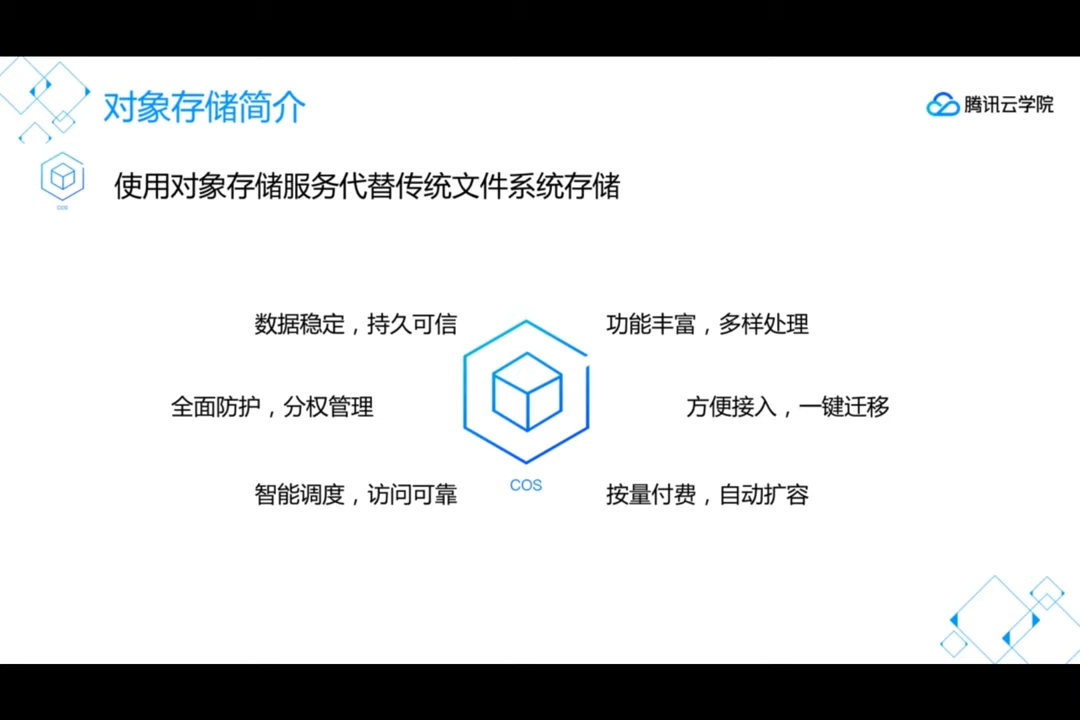 对象存储简介
腾讯云学院
使用对象存储服务代替传统文件系统存储
COS
数据稳定，持久可信
功能丰富，多样处理
全面防护，分权管理
方便接入，一键迁移
智能调度，访问可靠
COS
按量付费，自动扩容